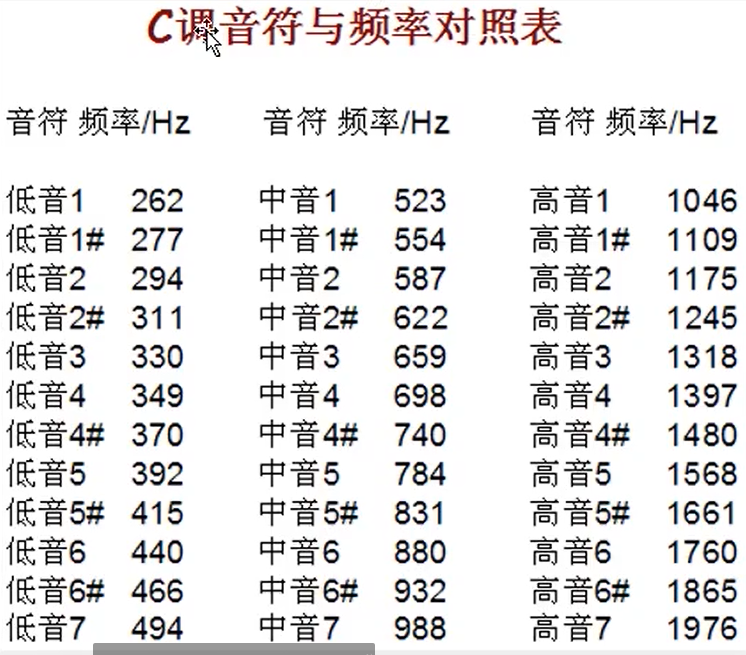 C调音符与频率对照表
音符 频率/Hz 音符 频率/Hz 音符 频率/Hz
低音1 262 中音1 523 高音1 1046
低音1# 277 中音1# 554 高音1# 1109
低音2 294 中音2 587 高音2 1175
低音2# 311 中音2# 622 高音2# 1245
低音3 330 中音3 659 高音3 1318
低音4 349 中音4 698 高音4 1397
低音4# 370 中音4# 740 高音4# 1480
低音5 392 中音5 784 高音5 1568
低音5# 415 中音5# 831 高音5# 1661
低音6 440 中音6 880 高音6 1760
低音6# 466 中音6# 932 高音6# 1865
低音7 494 中音7 988 高音7 1976